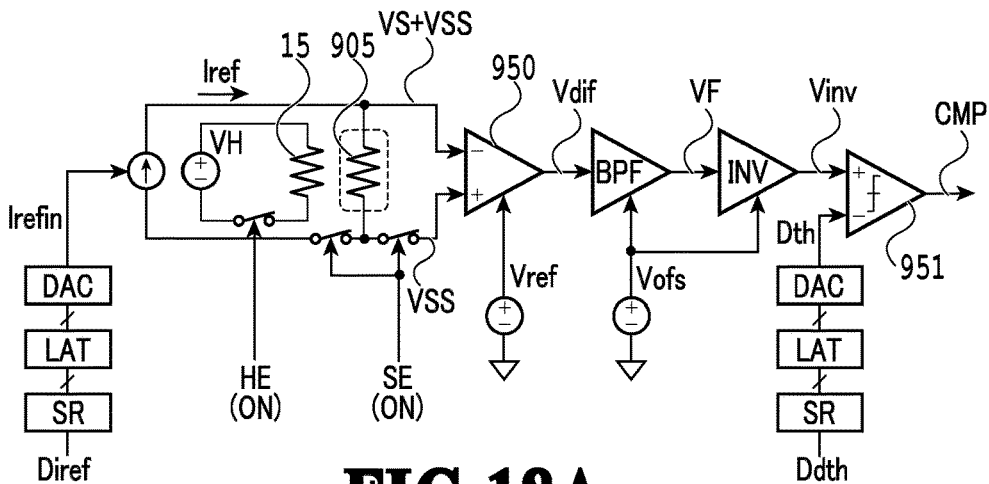 VS+VSS
15
905
Iref
950
Vdif
VF
Vinv
CMP
VH
+
−
−
+
BPF
INV
+
−
Irefin
Dth
951
DAC
LAT
SR
Diref
VSS
Vref
+
−
Vofs
+
−
DAC
LAT
SR
Ddth
HE
(ON)
SE
(ON)